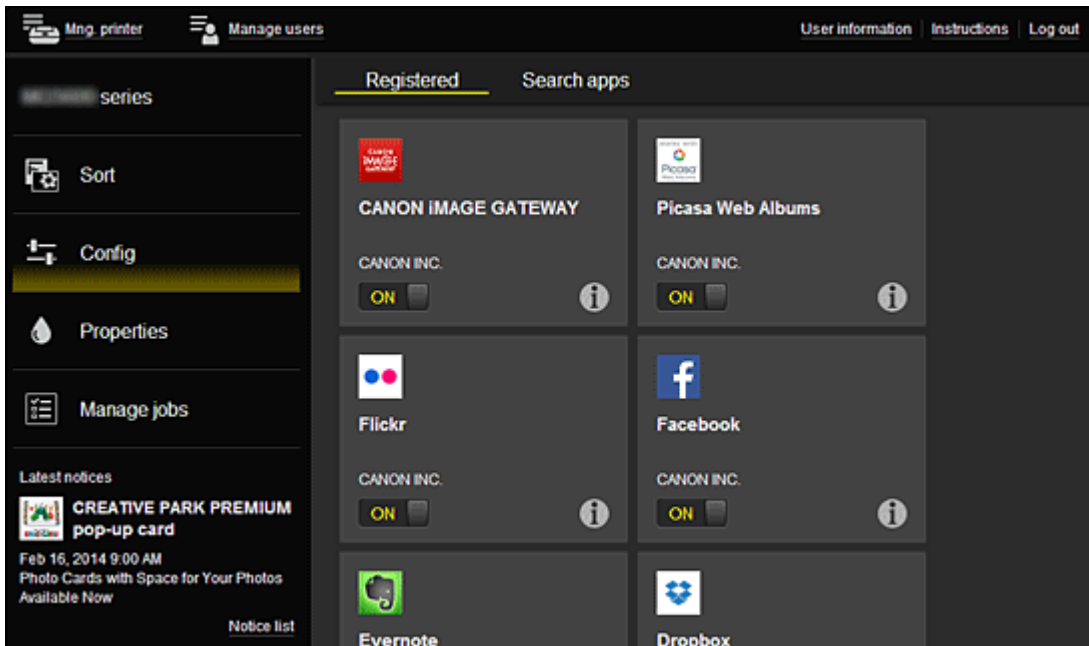 Mng. printer
Manage users
User information
Instructions
Log out
series
Sort
Config
Properties
Manage jobs
Latest notices
CREATIVE PARK PREMIUM
pop-up card
Feb 16, 2014 9:00 AM
Photo Cards with Space for Your Photos
Available Now
Notice list
Registered
Search apps
CANON iMAGE GATEWAY
CANON INC.
ON
Picasa
Picasa Web Albums
CANON INC.
ON
Flickr
CANON INC.
ON
Facebook
CANON INC.
ON
Evernote
Dropbox